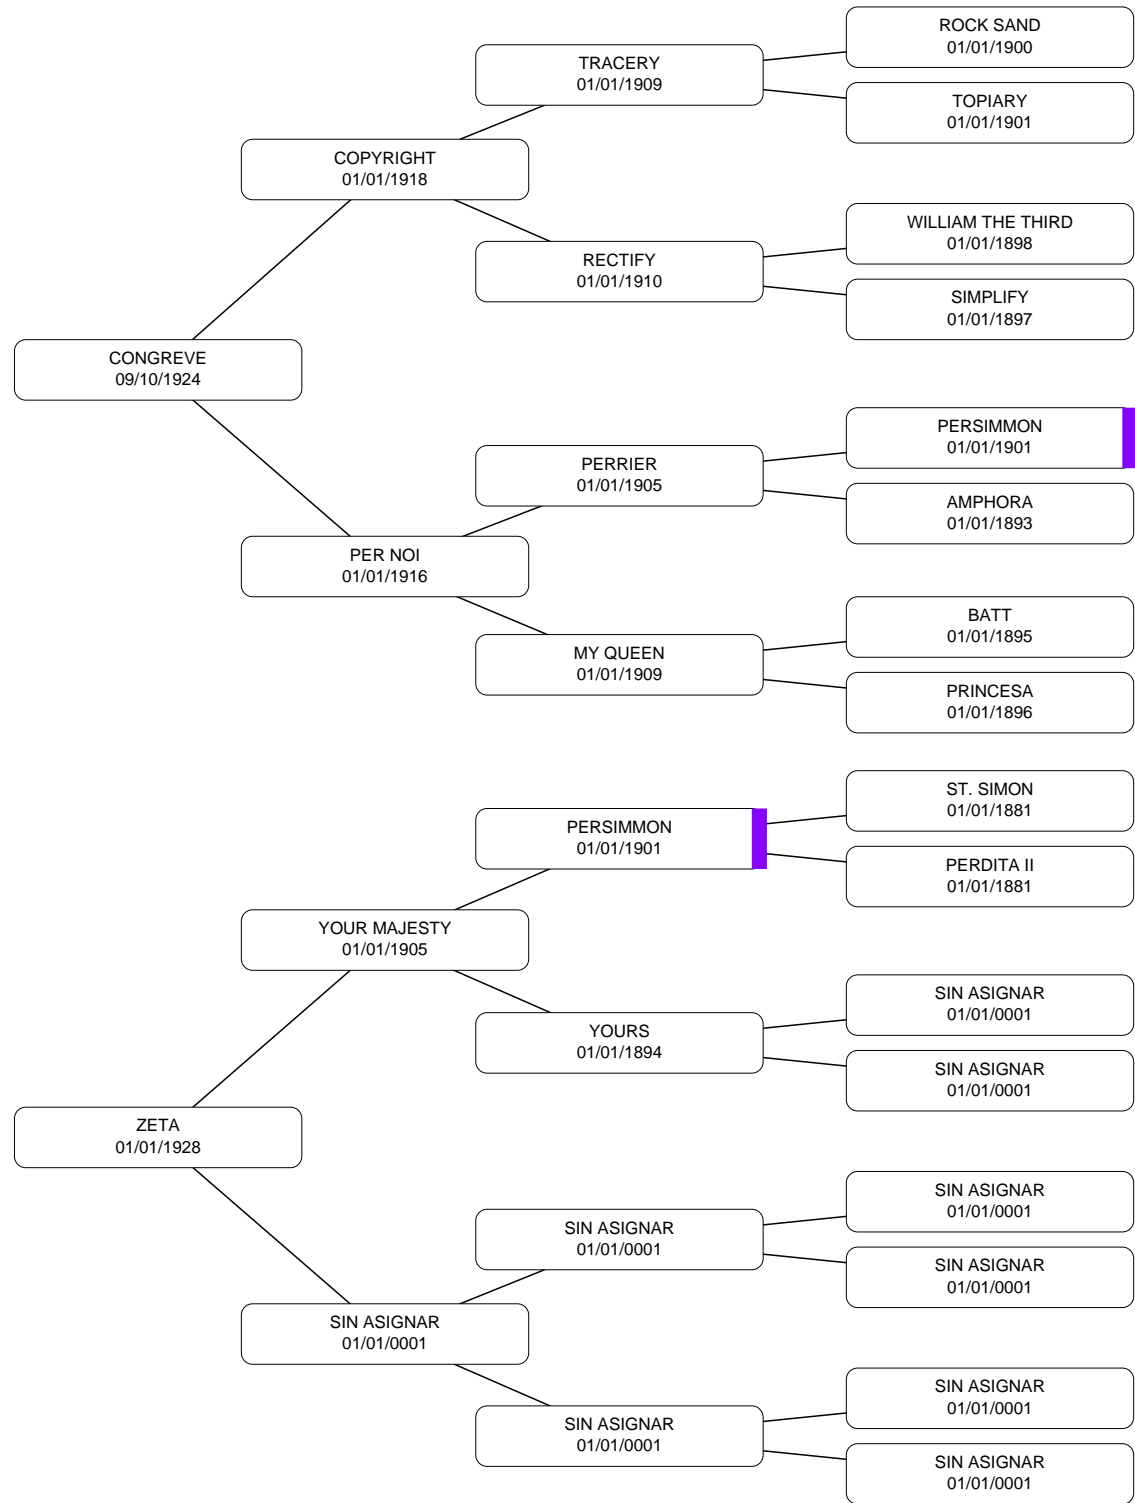 ROCK SAND
01/01/1900
TRACERY
01/01/1909
TOPIARY
01/01/1901
COPYRIGHT
01/01/1918
WILLIAM THE THIRD
01/01/1898
RECTIFY
01/01/1910
SIMPLIFY
01/01/1897
CONGREVE
09/10/1924
PERSIMMON
01/01/1901
PERRIER
01/01/1905
AMPHORA
01/01/1893
PER NOI
01/01/1916
BATT
01/01/1895
MY QUEEN
01/01/1909
PRINCESA
01/01/1896
ST. SIMON
01/01/1881
PERSIMMON
01/01/1901
PERDITA II
01/01/1881
YOUR MAJESTY
01/01/1905
SIN ASIGNAR
01/01/0001
YOURS
01/01/1894
SIN ASIGNAR
01/01/0001
ZETA
01/01/1928
SIN ASIGNAR
01/01/0001
SIN ASIGNAR
01/01/0001
SIN ASIGNAR
01/01/0001
SIN ASIGNAR
01/01/0001
SIN ASIGNAR
01/01/0001
SIN ASIGNAR
01/01/0001
SIN ASIGNAR
01/01/0001